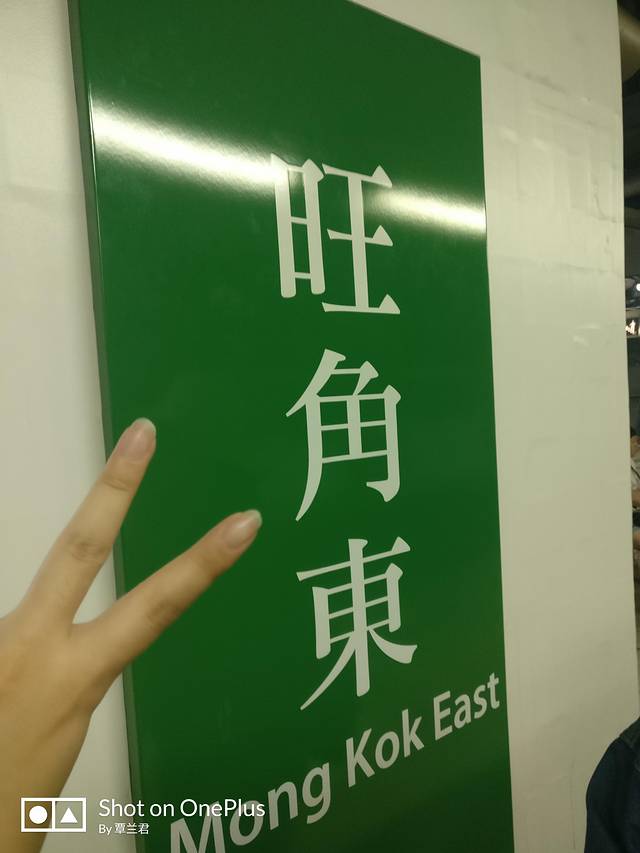 旺角東
Mong Kok East
Shot on OnePlus
By 覃兰君